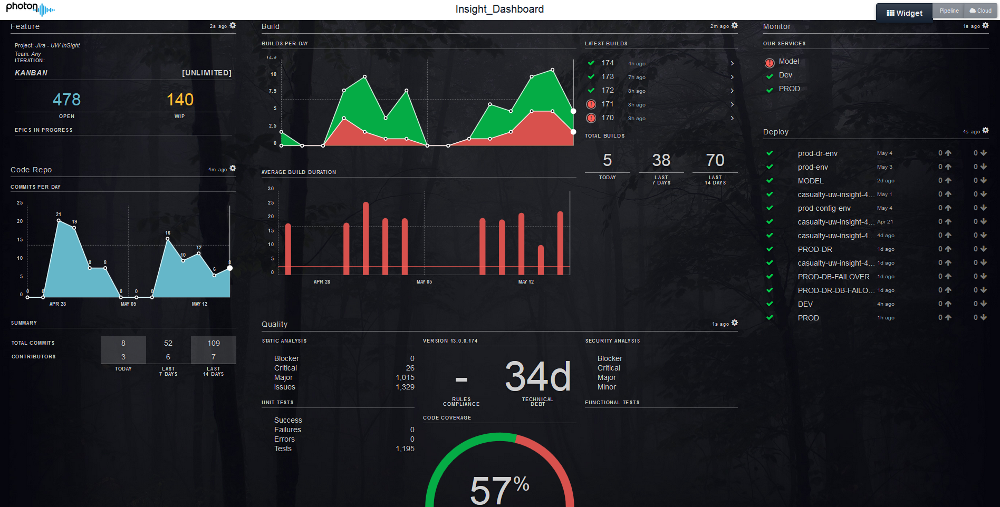 photon
Insight_Dashboard
Widget
Pipeline
Cloud
Feature
2s ago
Project: Jira - UW InSight
Team: Any
ITERATION:
KANBAN [UNLIMITED]
478 140
OPEN WIP
EPICS IN PROGRESS
Code Repo
4m ago
COMMITS PER DAY
25
20
15
10
5
0
0 0 21 19 8 8 0 0 0 16 10 12 6 8
APR 28 MAY 05 MAY 12
SUMMARY
TOTAL COMMITS 8 52 109
CONTRIBUTORS 3 6 7
TODAY LAST 7 DAYS LAST 14 DAYS
Build
2m ago
BUILDS PER DAY
12.5
10
7.5
5
2.5
0
AVERAGE BUILD DURATION
30
25
20
15
10
5
0
APR 28 MAY 05 MAY 12
LATEST BUILDS
174 4h ago
173 7h ago
172 8h ago
171 8h ago
170 9h ago
TOTAL BUILDS
5 38 70
TODAY LAST 7 DAYS LAST 14 DAYS
Quality
1s ago
STATIC ANALYSIS
Blocker 0
Critical 26
Major 1,015
Issues 1,329
UNIT TESTS
Success
Failures 0
Errors 0
Tests 1,195
VERSION 13.0.0.174
- 34d
RULES COMPLIANCE TECHNICAL DEBT
CODE COVERAGE
57%
SECURITY ANALYSIS
Blocker
Critical
Major
Minor
FUNCTIONAL TESTS
Monitor
1s ago
OUR SERVICES
Model
Dev
PROD
Deploy
4s ago
prod-dr-env May 4 0 0
prod-env May 3 0 0
MODEL 2d ago 0 0
casualty-uw-insight-4... May 1 0 0
prod-config-env May 4 0 0
casualty-uw-insight-4... Apr 21 0 0
casualty-uw-insight-4... 4d ago 0 0
PROD-DR 1d ago 0 0
casualty-uw-insight-4... 1d ago 0 0
PROD-DB-FAILOVER 1d ago 0 0
PROD-DR-DB-FAILO... 1d ago 0 0
DEV 4h ago 0 0
PROD 1h ago 0 0